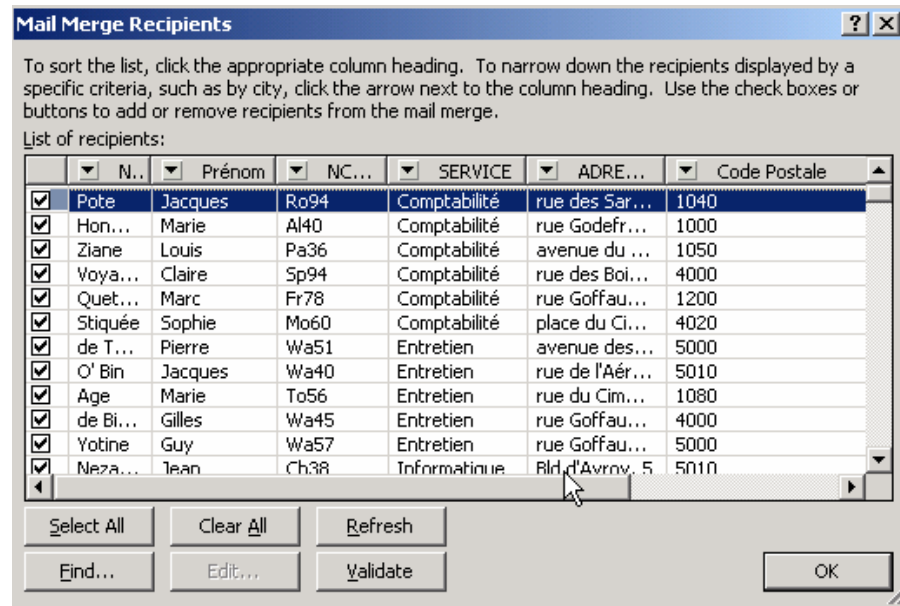 Mail Merge Recipients
To sort the list, click the appropriate column heading. To narrow down the recipients displayed by a
specific criteria, such as by city, click the arrow next to the column heading. Use the check boxes or
buttons to add or remove recipients from the mail merge.
List of recipients:
N.. Prénom NC... SERVICE ADRE... Code Postale
Pote Jacques Ro94 Comptabilité rue des Sar... 1040
Hon... Marie Al40 Comptabilité rue Godefr... 1000
Ziane Louis Pa36 Comptabilité avenue du ... 1050
Voya... Claire Sp94 Comptabilité rue des Boi... 4000
Quet... Marc Fr78 Comptabilité rue Goffau... 1200
Stiquée Sophie Mo60 Comptabilité place du Ci... 4020
de T... Pierre Wa51 Entretien avenue des... 5000
O' Bin Jacques Wa40 Entretien rue de l'Aér... 5010
Age Marie To56 Entretien rue du Cim... 1080
de Bi... Gilles Wa45 Entretien rue Goffau... 4000
Yotine Guy Wa57 Entretien rue Goffau... 5000
Neza... Jean Ch38 Informatique Bld d'Avroy, 5 5010
Select All Clear All Refresh
Find... Edit... Validate OK